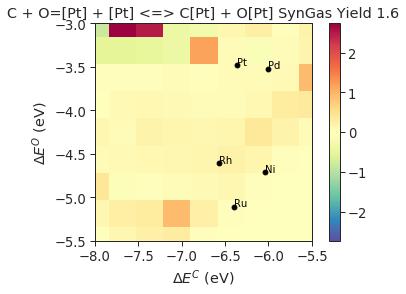 C + O=[Pt] + [Pt] <=> C[Pt] + O[Pt] SynGas Yield 1.6
−3.0
−3.5
−4.0
−4.5
−5.0
−5.5
ΔE^O (eV)
Pt
Pd
Rh
Ni
Ru
−8.0 −7.5 −7.0 −6.5 −6.0 −5.5
ΔE^C (eV)
2
1
0
−1
−2